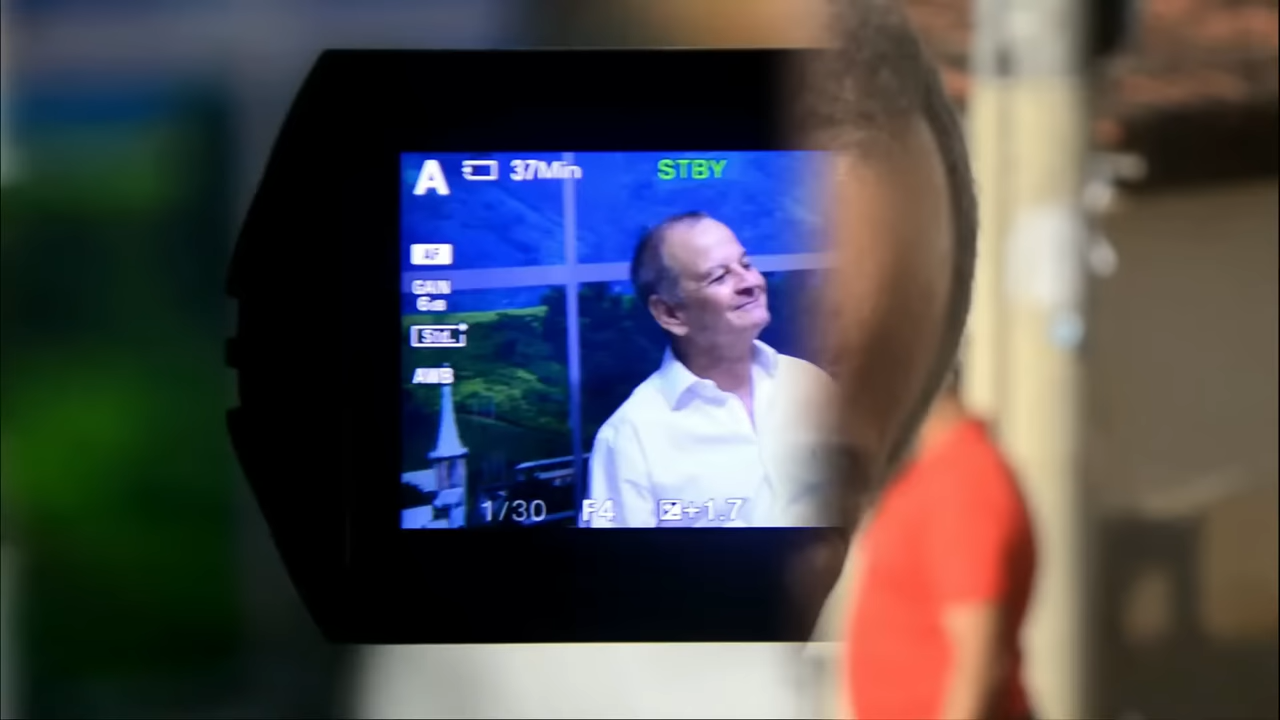 A 37Min STBY
AF
GAIN
6dB
Std.
AWB
1/30 F4 +1.7